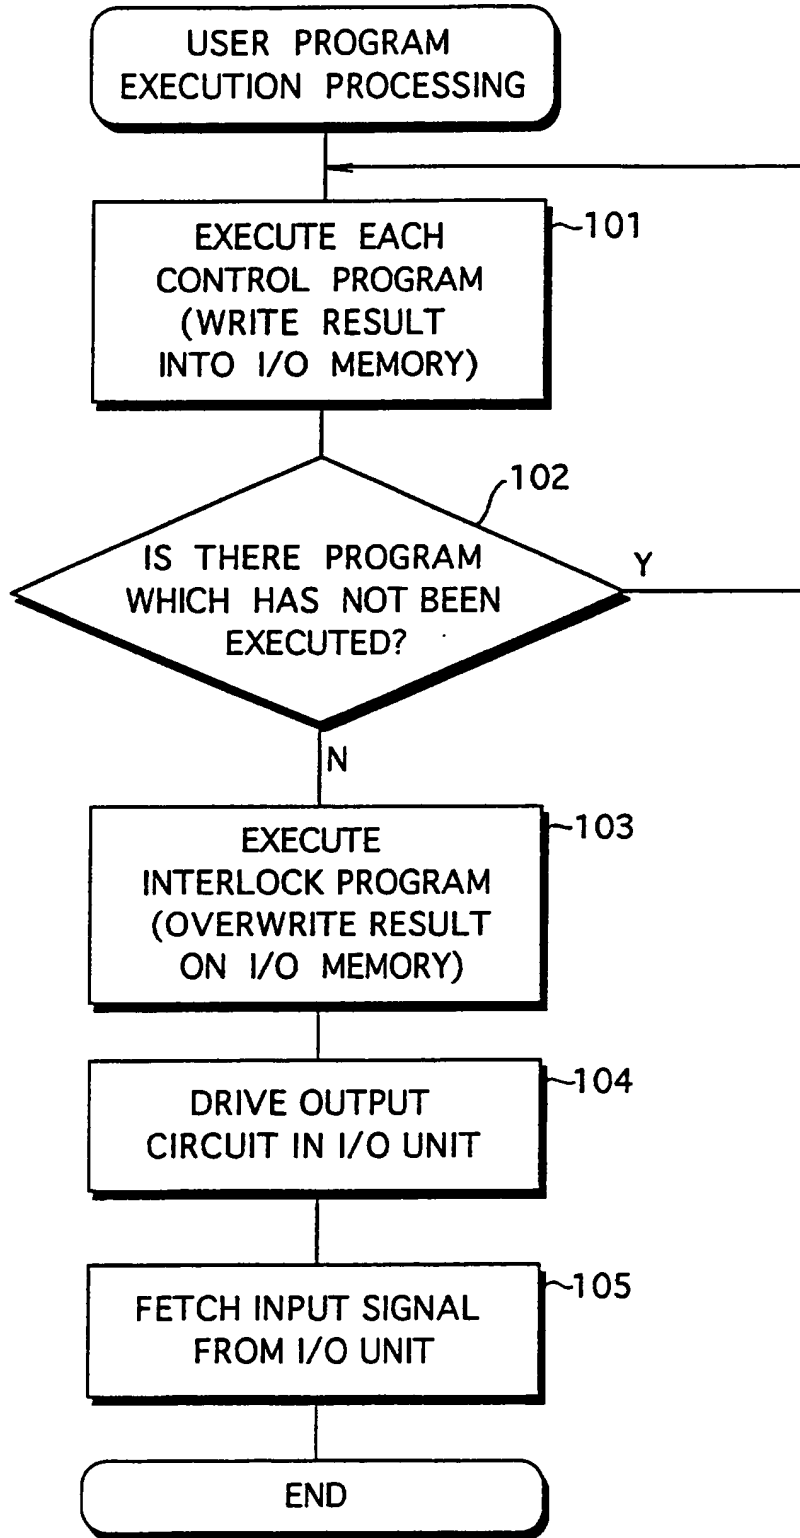 USER PROGRAM
EXECUTION PROCESSING
EXECUTE EACH
CONTROL PROGRAM
(WRITE RESULT
INTO I/O MEMORY)
101
102
IS THERE PROGRAM
WHICH HAS NOT BEEN
EXECUTED?
Y
N
EXECUTE
INTERLOCK PROGRAM
(OVERWRITE RESULT
ON I/O MEMORY)
103
DRIVE OUTPUT
CIRCUIT IN I/O UNIT
104
FETCH INPUT SIGNAL
FROM I/O UNIT
105
END